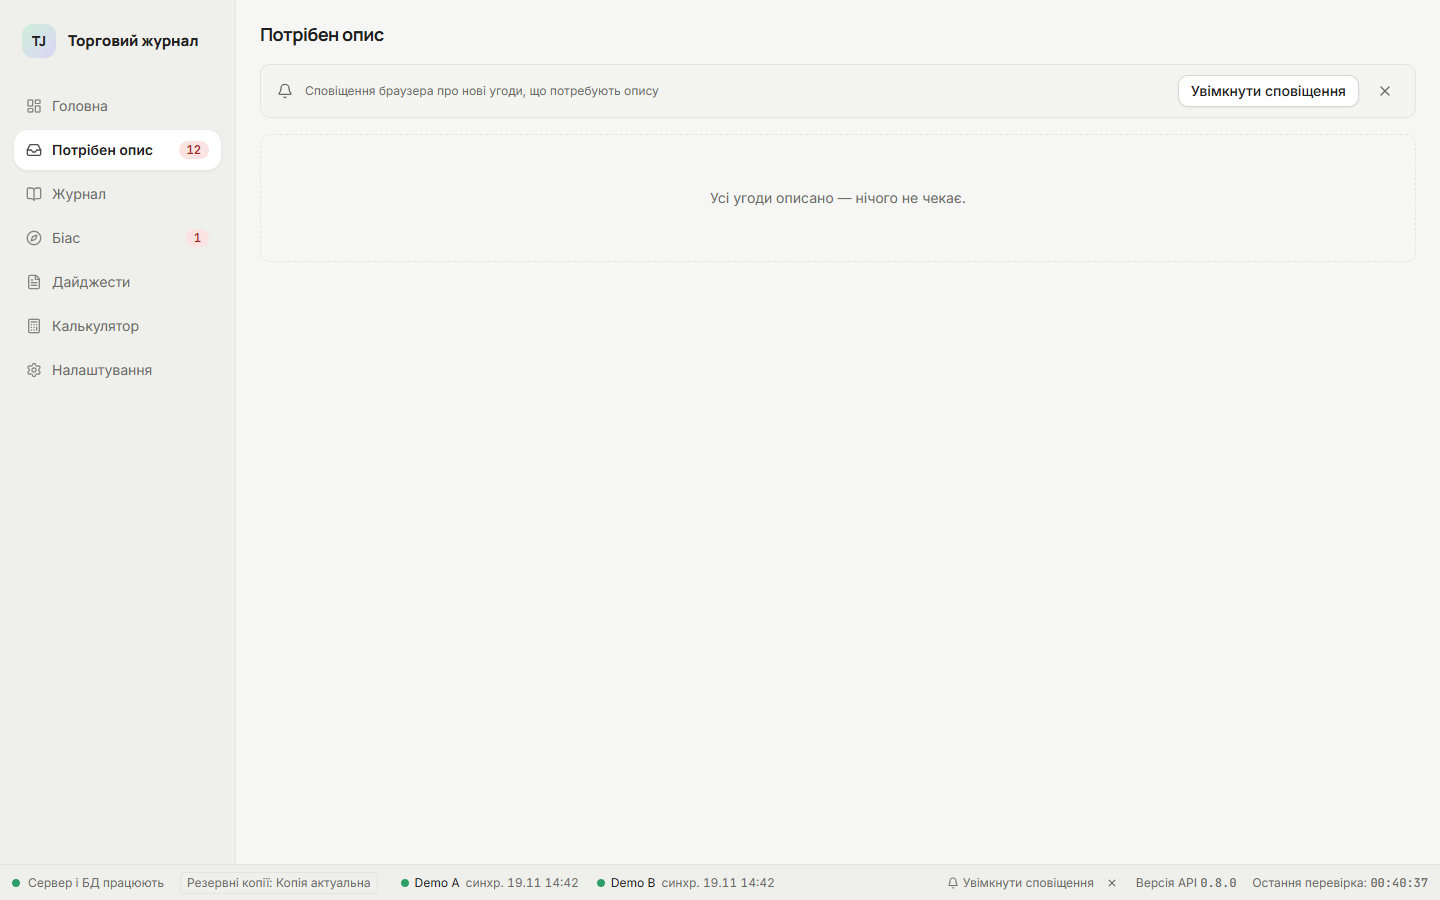 TJ Торговий журнал
Головна
Потрібен опис 12
Журнал
Біас 1
Дайджести
Калькулятор
Налаштування
Потрібен опис
Сповіщення браузера про нові угоди, що потребують опису
Увімкнути сповіщення
Усі угоди описано — нічого не чекає.
Сервер і БД працюють
Резервні копії: Копія актуальна
Demo A синхр. 19.11 14:42
Demo B синхр. 19.11 14:42
Увімкнути сповіщення
Версія API 0.8.0
Остання перевірка: 00:40:37